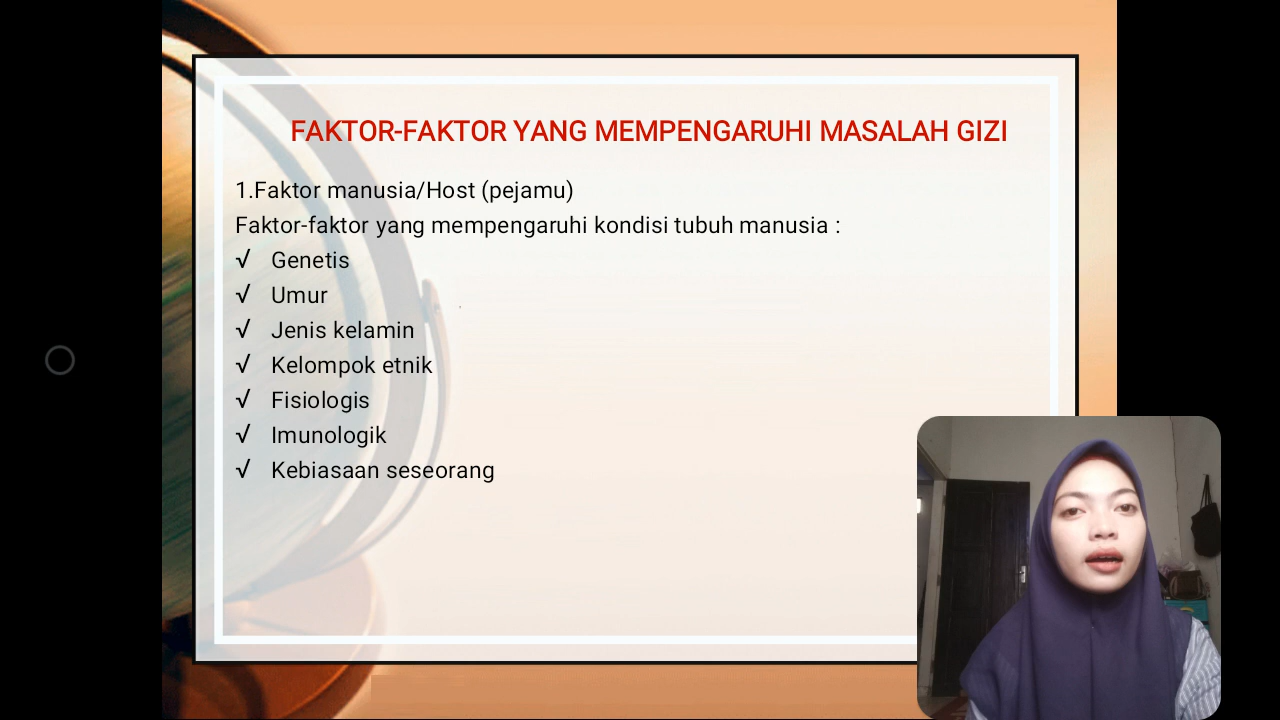 FAKTOR-FAKTOR YANG MEMPENGARUHI MASALAH GIZI
1.Faktor manusia/Host (pejamu)
Faktor-faktor yang mempengaruhi kondisi tubuh manusia :
√ Genetis
√ Umur
√ Jenis kelamin
√ Kelompok etnik
√ Fisiologis
√ Imunologik
√ Kebiasaan seseorang